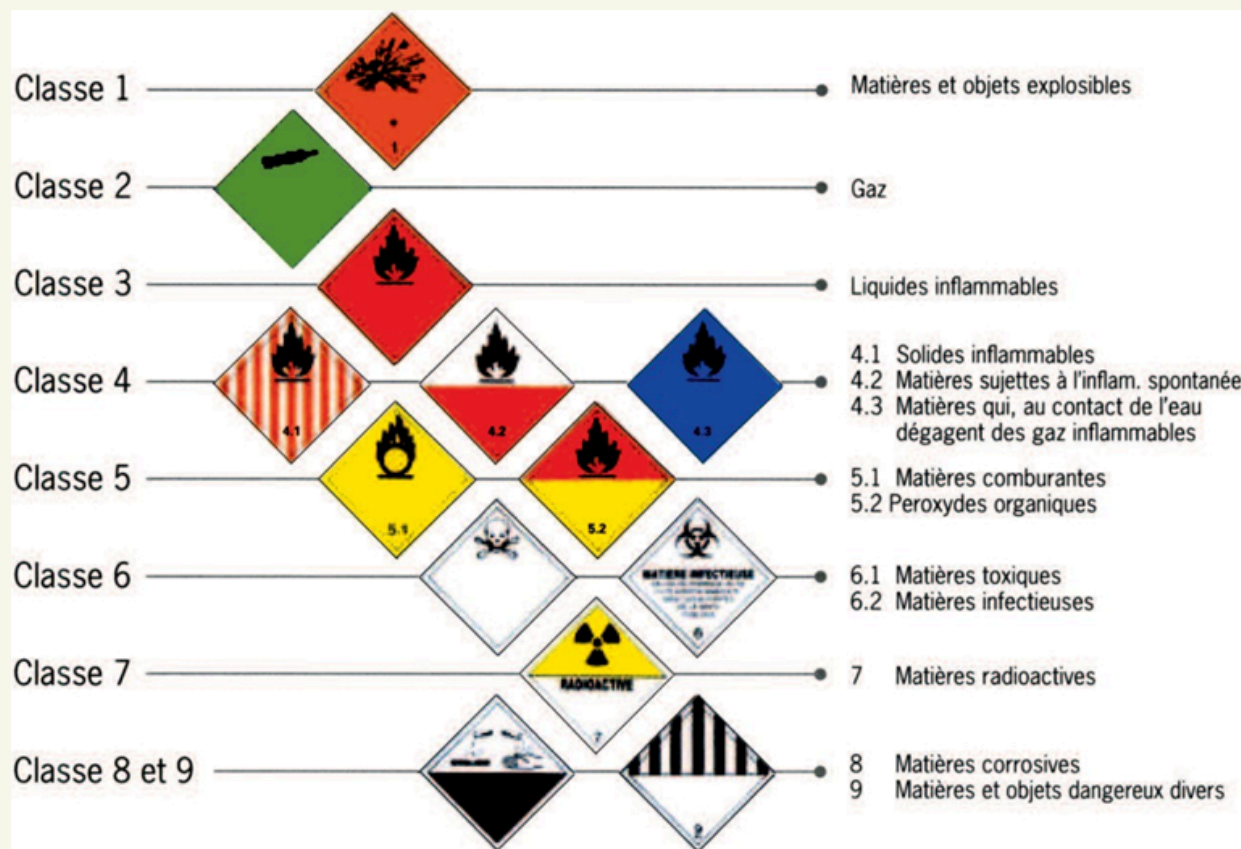 Classe 1
1
Matières et objets explosibles
Classe 2
Gaz
Classe 3
Liquides inflammables
Classe 4
4.1
4.2
4.3
4.1 Solides inflammables
4.2 Matières sujettes à l'inflam. spontanée
4.3 Matières qui, au contact de l'eau
dégagent des gaz inflammables
Classe 5
5.1
5.2
5.1 Matières comburantes
5.2 Peroxydes organiques
Classe 6
MATIÈRE INFECTIEUSE
6
6.1 Matières toxiques
6.2 Matières infectieuses
Classe 7
RADIOACTIVE
7
7 Matières radioactives
Classe 8 et 9
9
8 Matières corrosives
9 Matières et objets dangereux divers